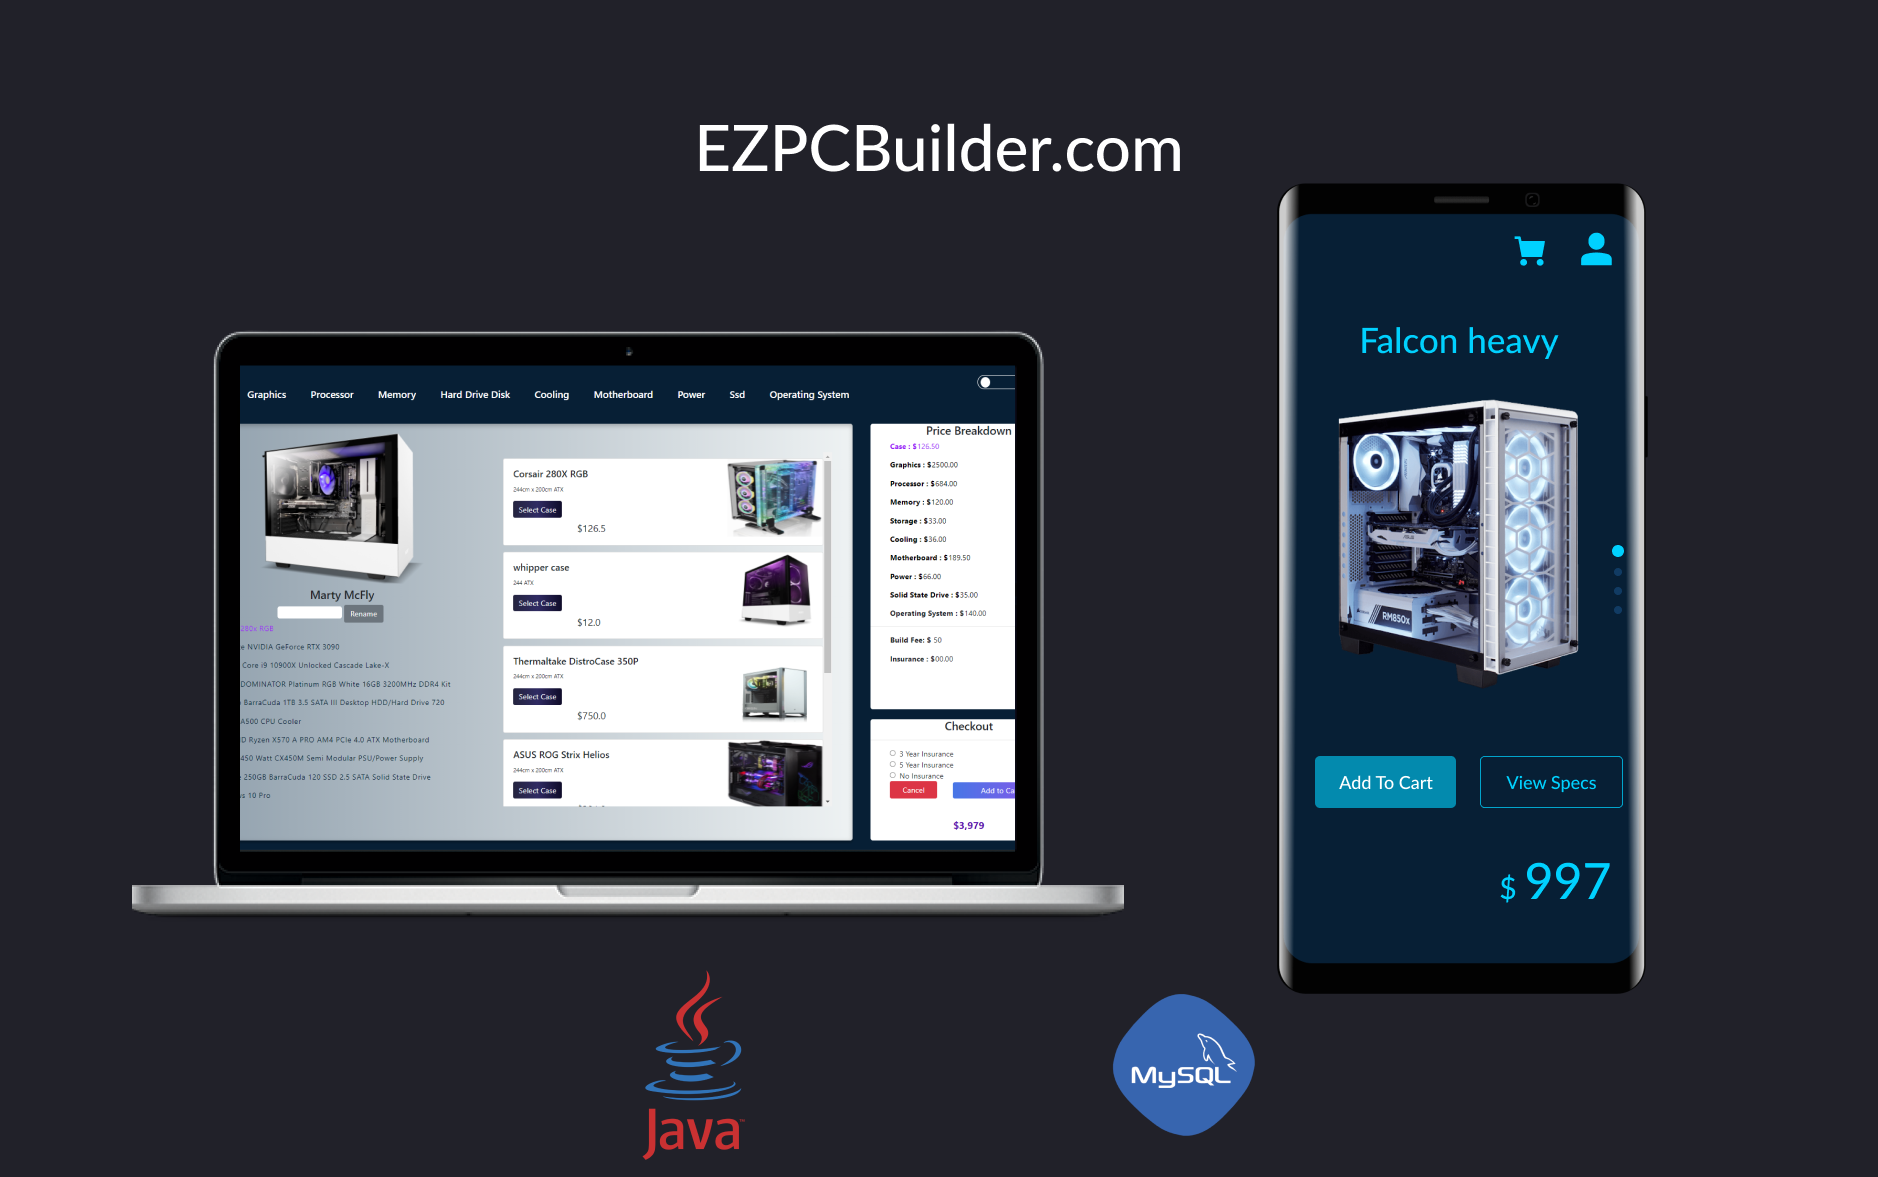 EZPCBuilder.com
Graphics Processor Memory Hard Drive Disk Cooling Motherboard Power Ssd Operating System
Marty McFly
Rename
280x RGB
NVIDIA GeForce RTX 3090
Core i9 10900X Unlocked Cascade Lake-X
DOMINATOR Platinum RGB White 16GB 3200MHz DDR4 Kit
BarraCuda 1TB 3.5 SATA III Desktop HDD/Hard Drive 720
A500 CPU Cooler
D Ryzen X570 A PRO AM4 PCIe 4.0 ATX Motherboard
450 Watt CX450M Semi Modular PSU/Power Supply
250GB BarraCuda 120 SSD 2.5 SATA Solid State Drive
s 10 Pro
Corsair 280X RGB
244cm x 200cm ATX
Select Case
$126.5
whipper case
244 ATX
Select Case
$12.0
Thermaltake DistroCase 350P
244cm x 200cm ATX
Select Case
$750.0
ASUS ROG Strix Helios
244cm x 200cm ATX
Select Case
Price Breakdown
Case : $126.50
Graphics : $2500.00
Processor : $684.00
Memory : $120.00
Storage : $33.00
Cooling : $36.00
Motherboard : $189.50
Power : $66.00
Solid State Drive : $35.00
Operating System : $140.00
Build Fee: $ 50
Insurance : $00.00
Checkout
3 Year Insurance
5 Year Insurance
No Insurance
Cancel Add to Ca
$3,979
Falcon heavy
RM850x
Add To Cart View Specs
$ 997
Java
MySQL